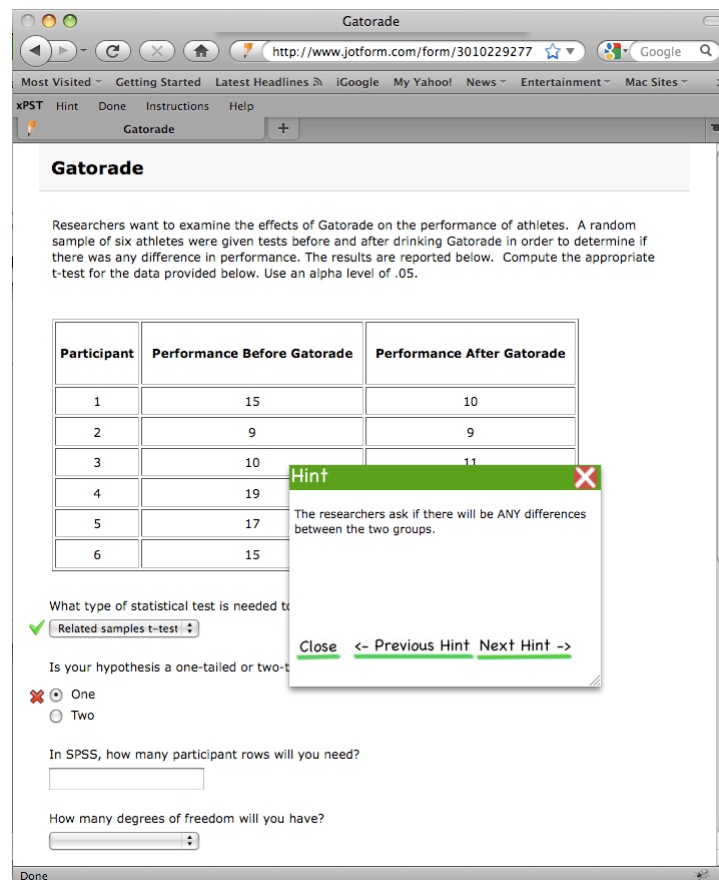 Gatorade
http://www.jotform.com/form/3010229277
Google
Most Visited Getting Started Latest Headlines iGoogle My Yahoo! News Entertainment Mac Sites
xPST Hint Done Instructions Help
Gatorade +
Gatorade
Researchers want to examine the effects of Gatorade on the performance of athletes. A random
sample of six athletes were given tests before and after drinking Gatorade in order to determine if
there was any difference in performance. The results are reported below. Compute the appropriate
t-test for the data provided below. Use an alpha level of .05.
Participant Performance Before Gatorade Performance After Gatorade
1 15 10
2 9 9
3 10 11
4 19
5 17
6 15
Hint
The researchers ask if there will be ANY differences
between the two groups.
Close <- Previous Hint Next Hint ->
What type of statistical test is needed to
Related samples t-test
Is your hypothesis a one-tailed or two-t
One
Two
In SPSS, how many participant rows will you need?
How many degrees of freedom will you have?
Done